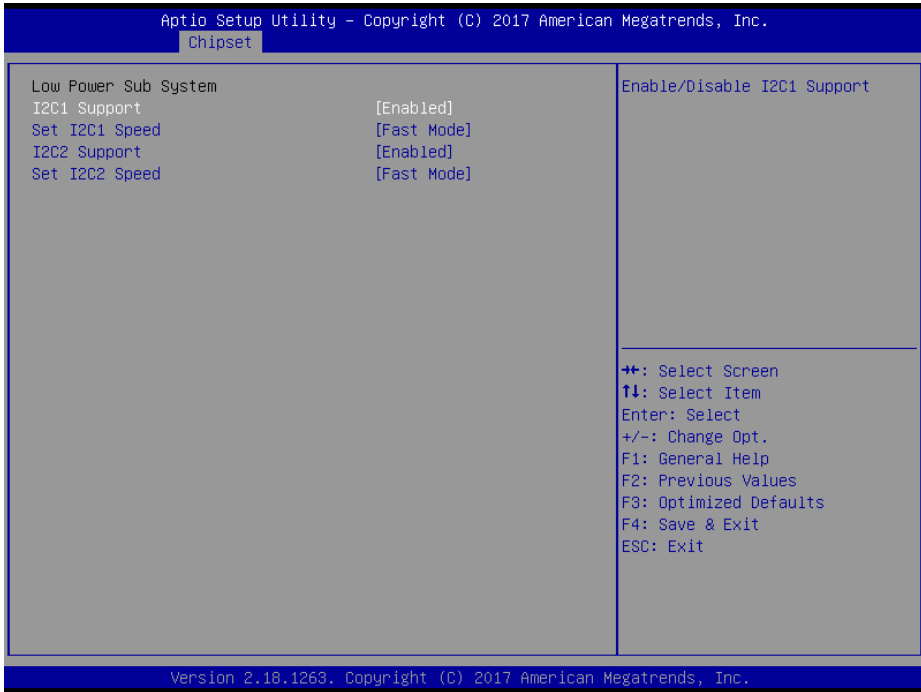 Aptio Setup Utility – Copyright (C) 2017 American Megatrends, Inc.
Chipset
Low Power Sub System
I2C1 Support [Enabled]
Set I2C1 Speed [Fast Mode]
I2C2 Support [Enabled]
Set I2C2 Speed [Fast Mode]
Enable/Disable I2C1 Support
→←: Select Screen
↑↓: Select Item
Enter: Select
+/-: Change Opt.
F1: General Help
F2: Previous Values
F3: Optimized Defaults
F4: Save & Exit
ESC: Exit
Version 2.18.1263. Copyright (C) 2017 American Megatrends, Inc.